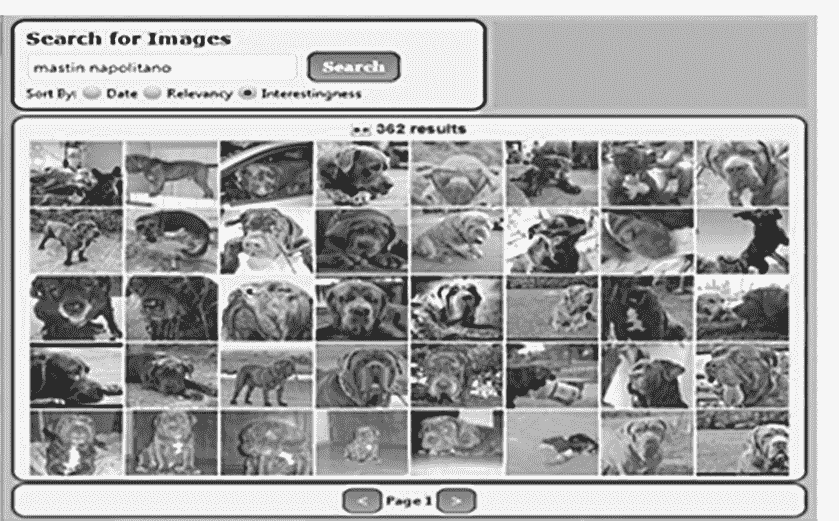 Search for Images
mastin napolitano
Search
Sort By: Date Relevancy Interestingness
362 results
< Page 1 >